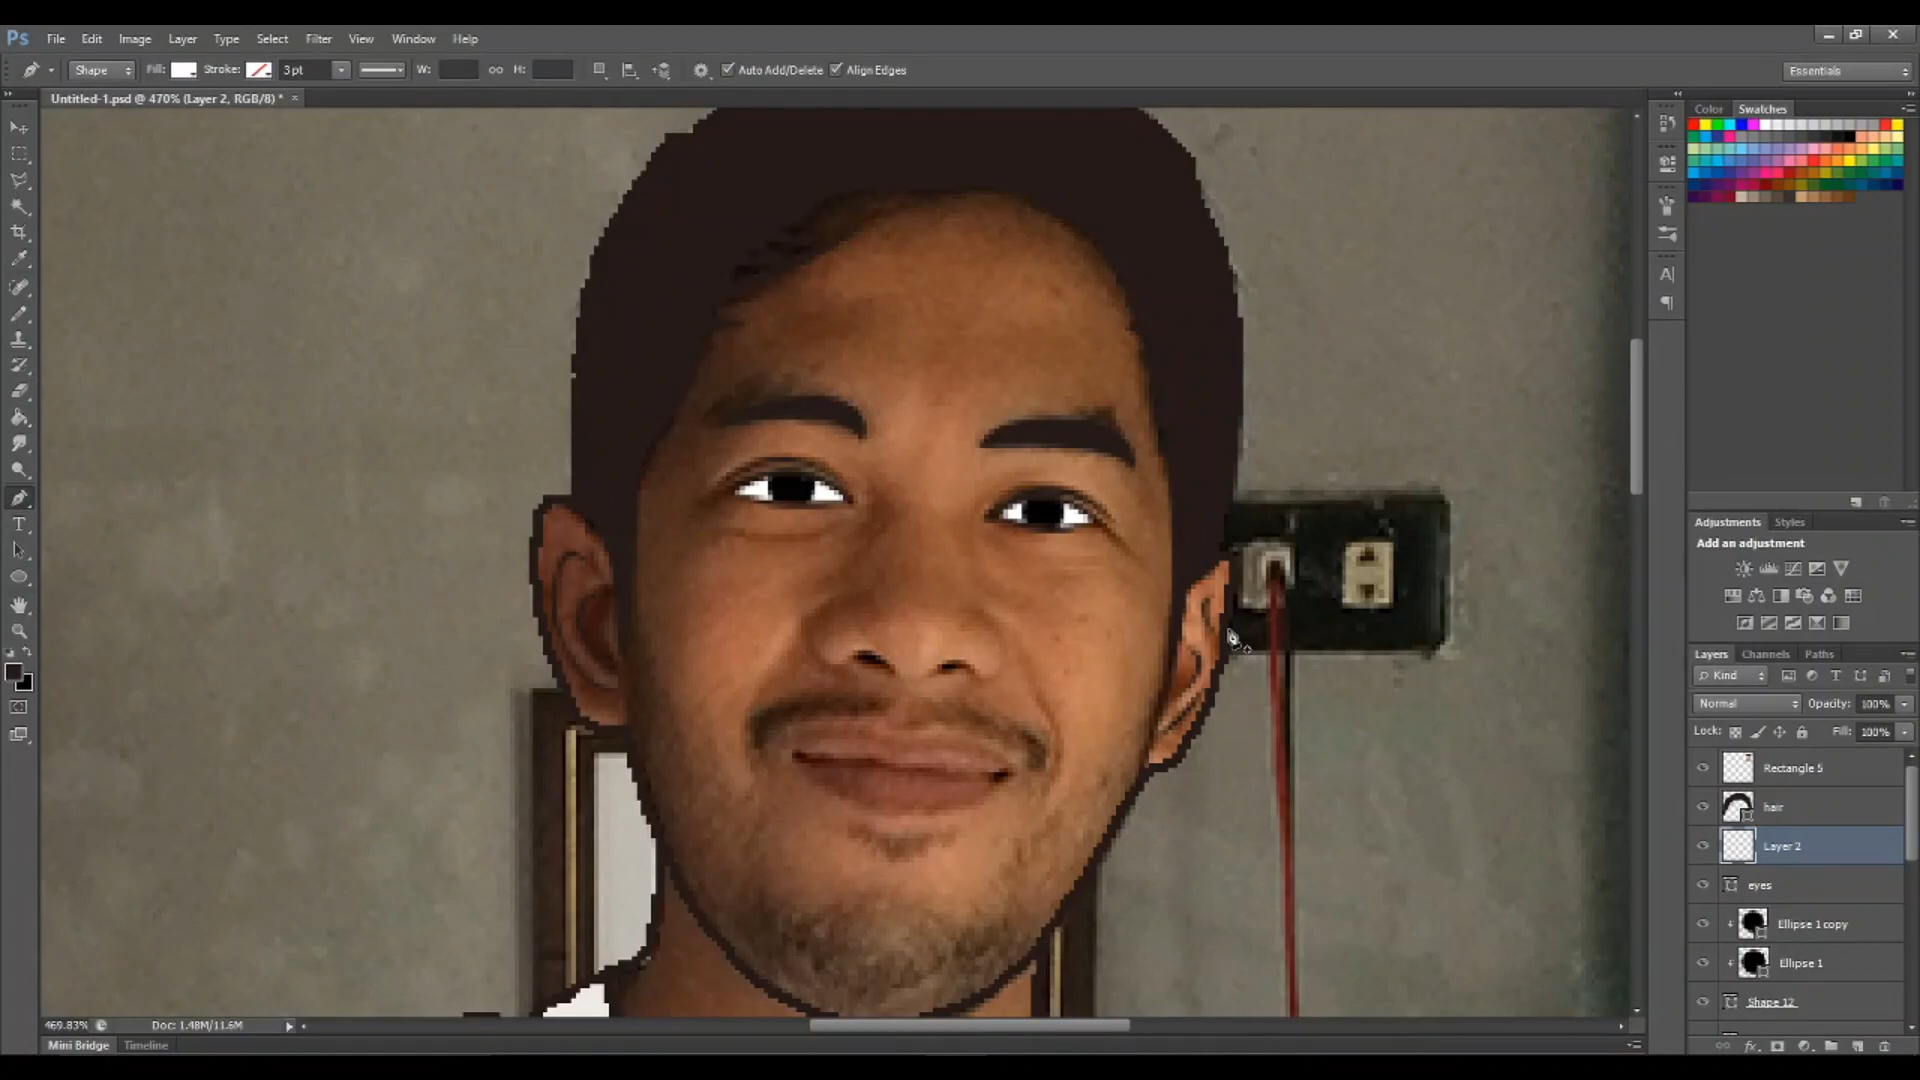 Ps File Edit Image Layer Type Select Filter View Window Help
Shape Fill: Stroke: 3 pt W: H: Auto Add/Delete Align Edges Essentials
Untitled-1.psd @ 470% (Layer 2, RGB/8) * ×
Color Swatches
Adjustments Styles
Add an adjustment
Layers Channels Paths
Kind
Normal Opacity: 100%
Lock: Fill: 100%
Rectangle 5
hair
Layer 2
eyes
Ellipse 1 copy
Ellipse 1
Shape 12
469.83% Doc: 1.48M/11.6M
Mini Bridge Timeline